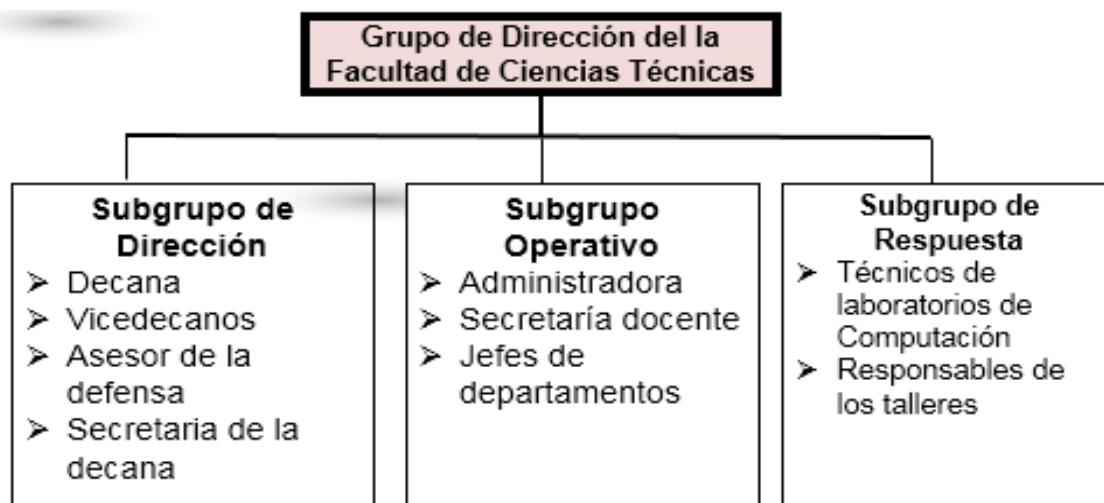 Grupo de Dirección del la
Facultad de Ciencias Técnicas
Subgrupo de
Dirección
➤ Decana
➤ Vicedecanos
➤ Asesor de la
defensa
➤ Secretaria de la
decana
Subgrupo
Operativo
➤ Administradora
➤ Secretaría docente
➤ Jefes de
departamentos
Subgrupo de
Respuesta
➤ Técnicos de
laboratorios de
Computación
➤ Responsables de
los talleres